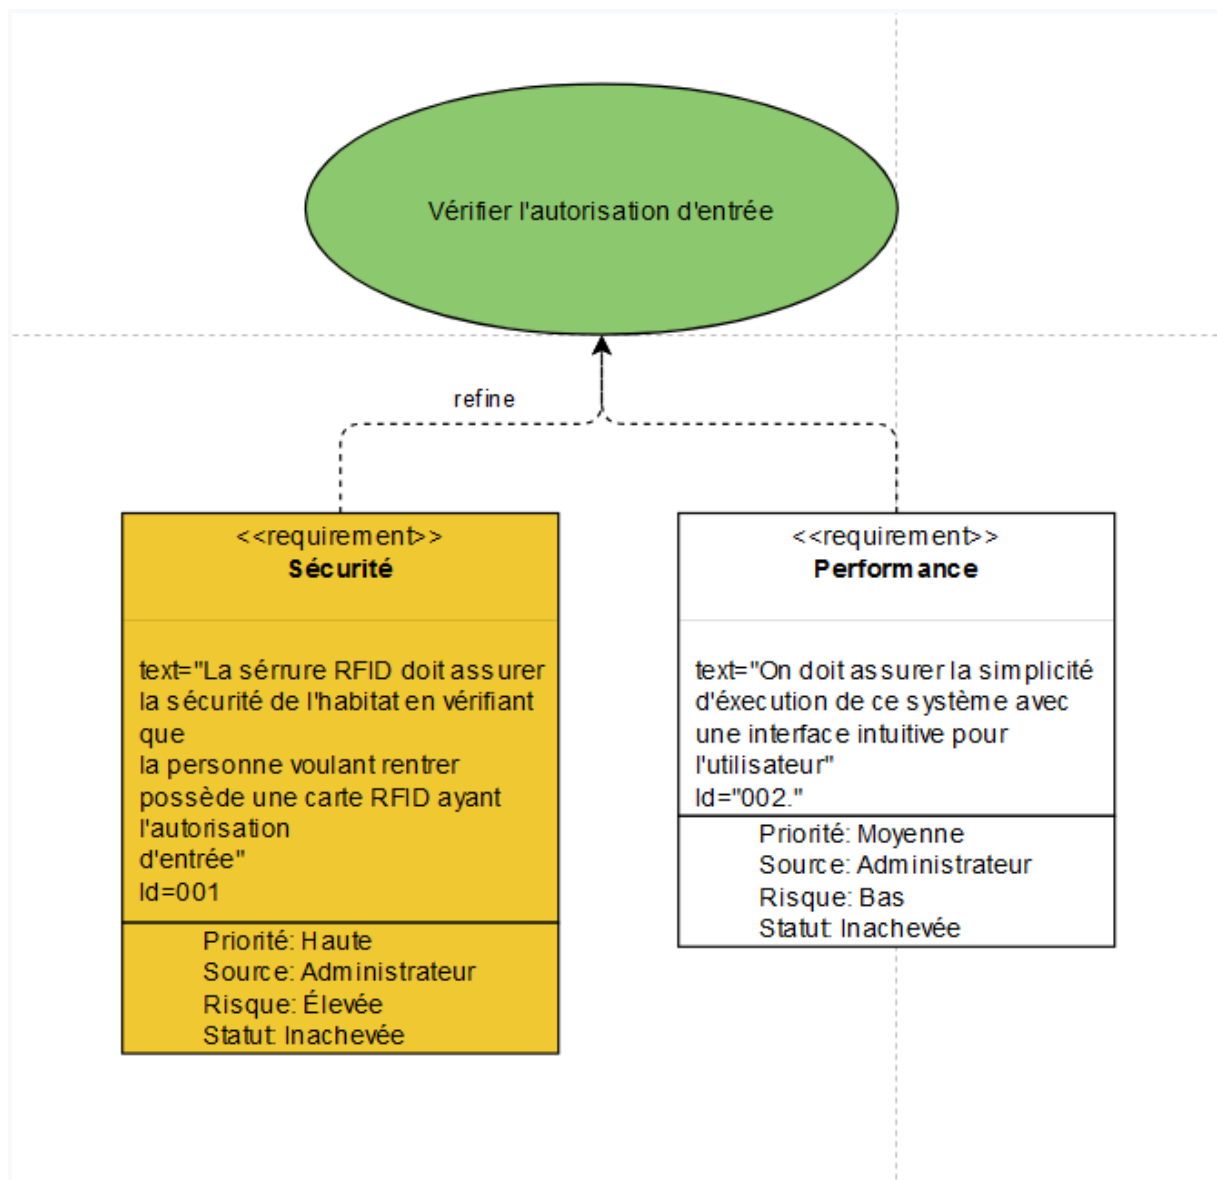 Vérifier l'autorisation d'entrée
refine
<<requirement>>
Sécurité
text="La sérrure RFID doit assurer
la sécurité de l'habitat en vérifiant
que
la personne voulant rentrer
possède une carte RFID ayant
l'autorisation
d'entrée"
Id=001
Priorité: Haute
Source: Administrateur
Risque: Élevée
Statut: Inachevée
<<requirement>>
Performance
text="On doit assurer la simplicité
d'éxecution de ce système avec
une interface intuitive pour
l'utilisateur"
Id="002."
Priorité: Moyenne
Source: Administrateur
Risque: Bas
Statut: Inachevée